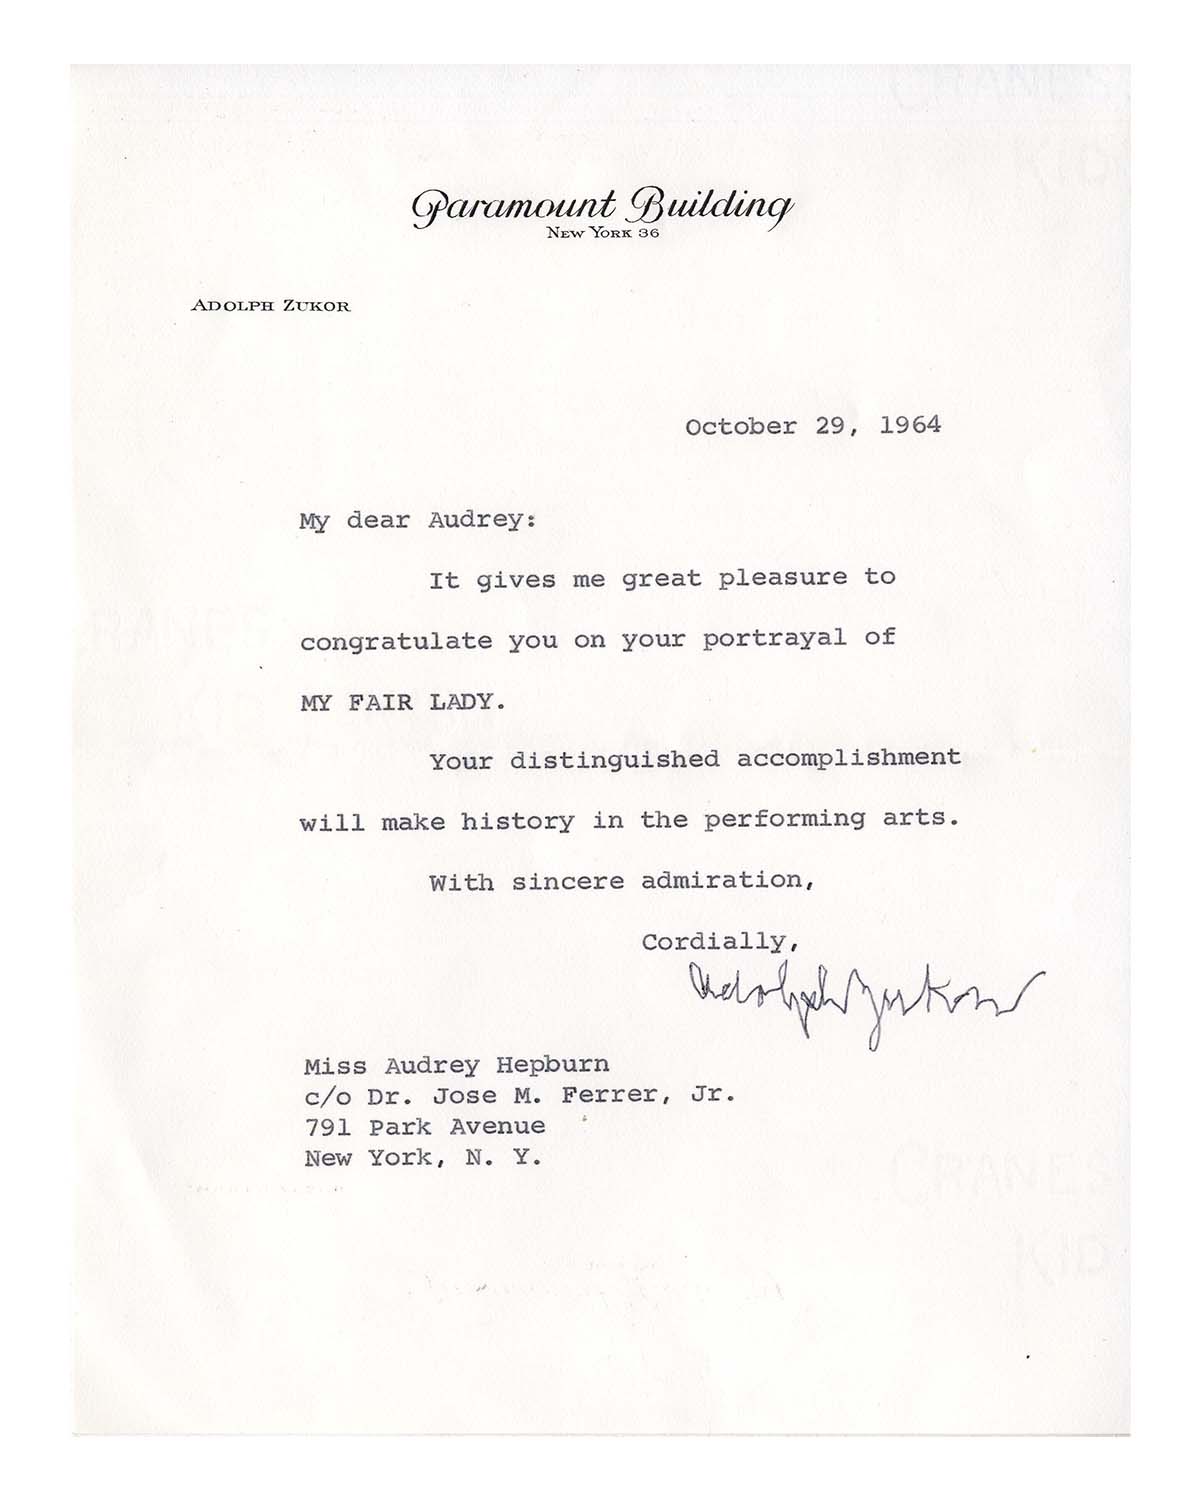 Paramount Building
New York 36
Adolph Zukor
October 29, 1964
My dear Audrey:
It gives me great pleasure to
congratulate you on your portrayal of
MY FAIR LADY.
Your distinguished accomplishment
will make history in the performing arts.
With sincere admiration,
Cordially,
Adolph Zukor
Miss Audrey Hepburn
c/o Dr. Jose M. Ferrer, Jr.
791 Park Avenue
New York, N. Y.